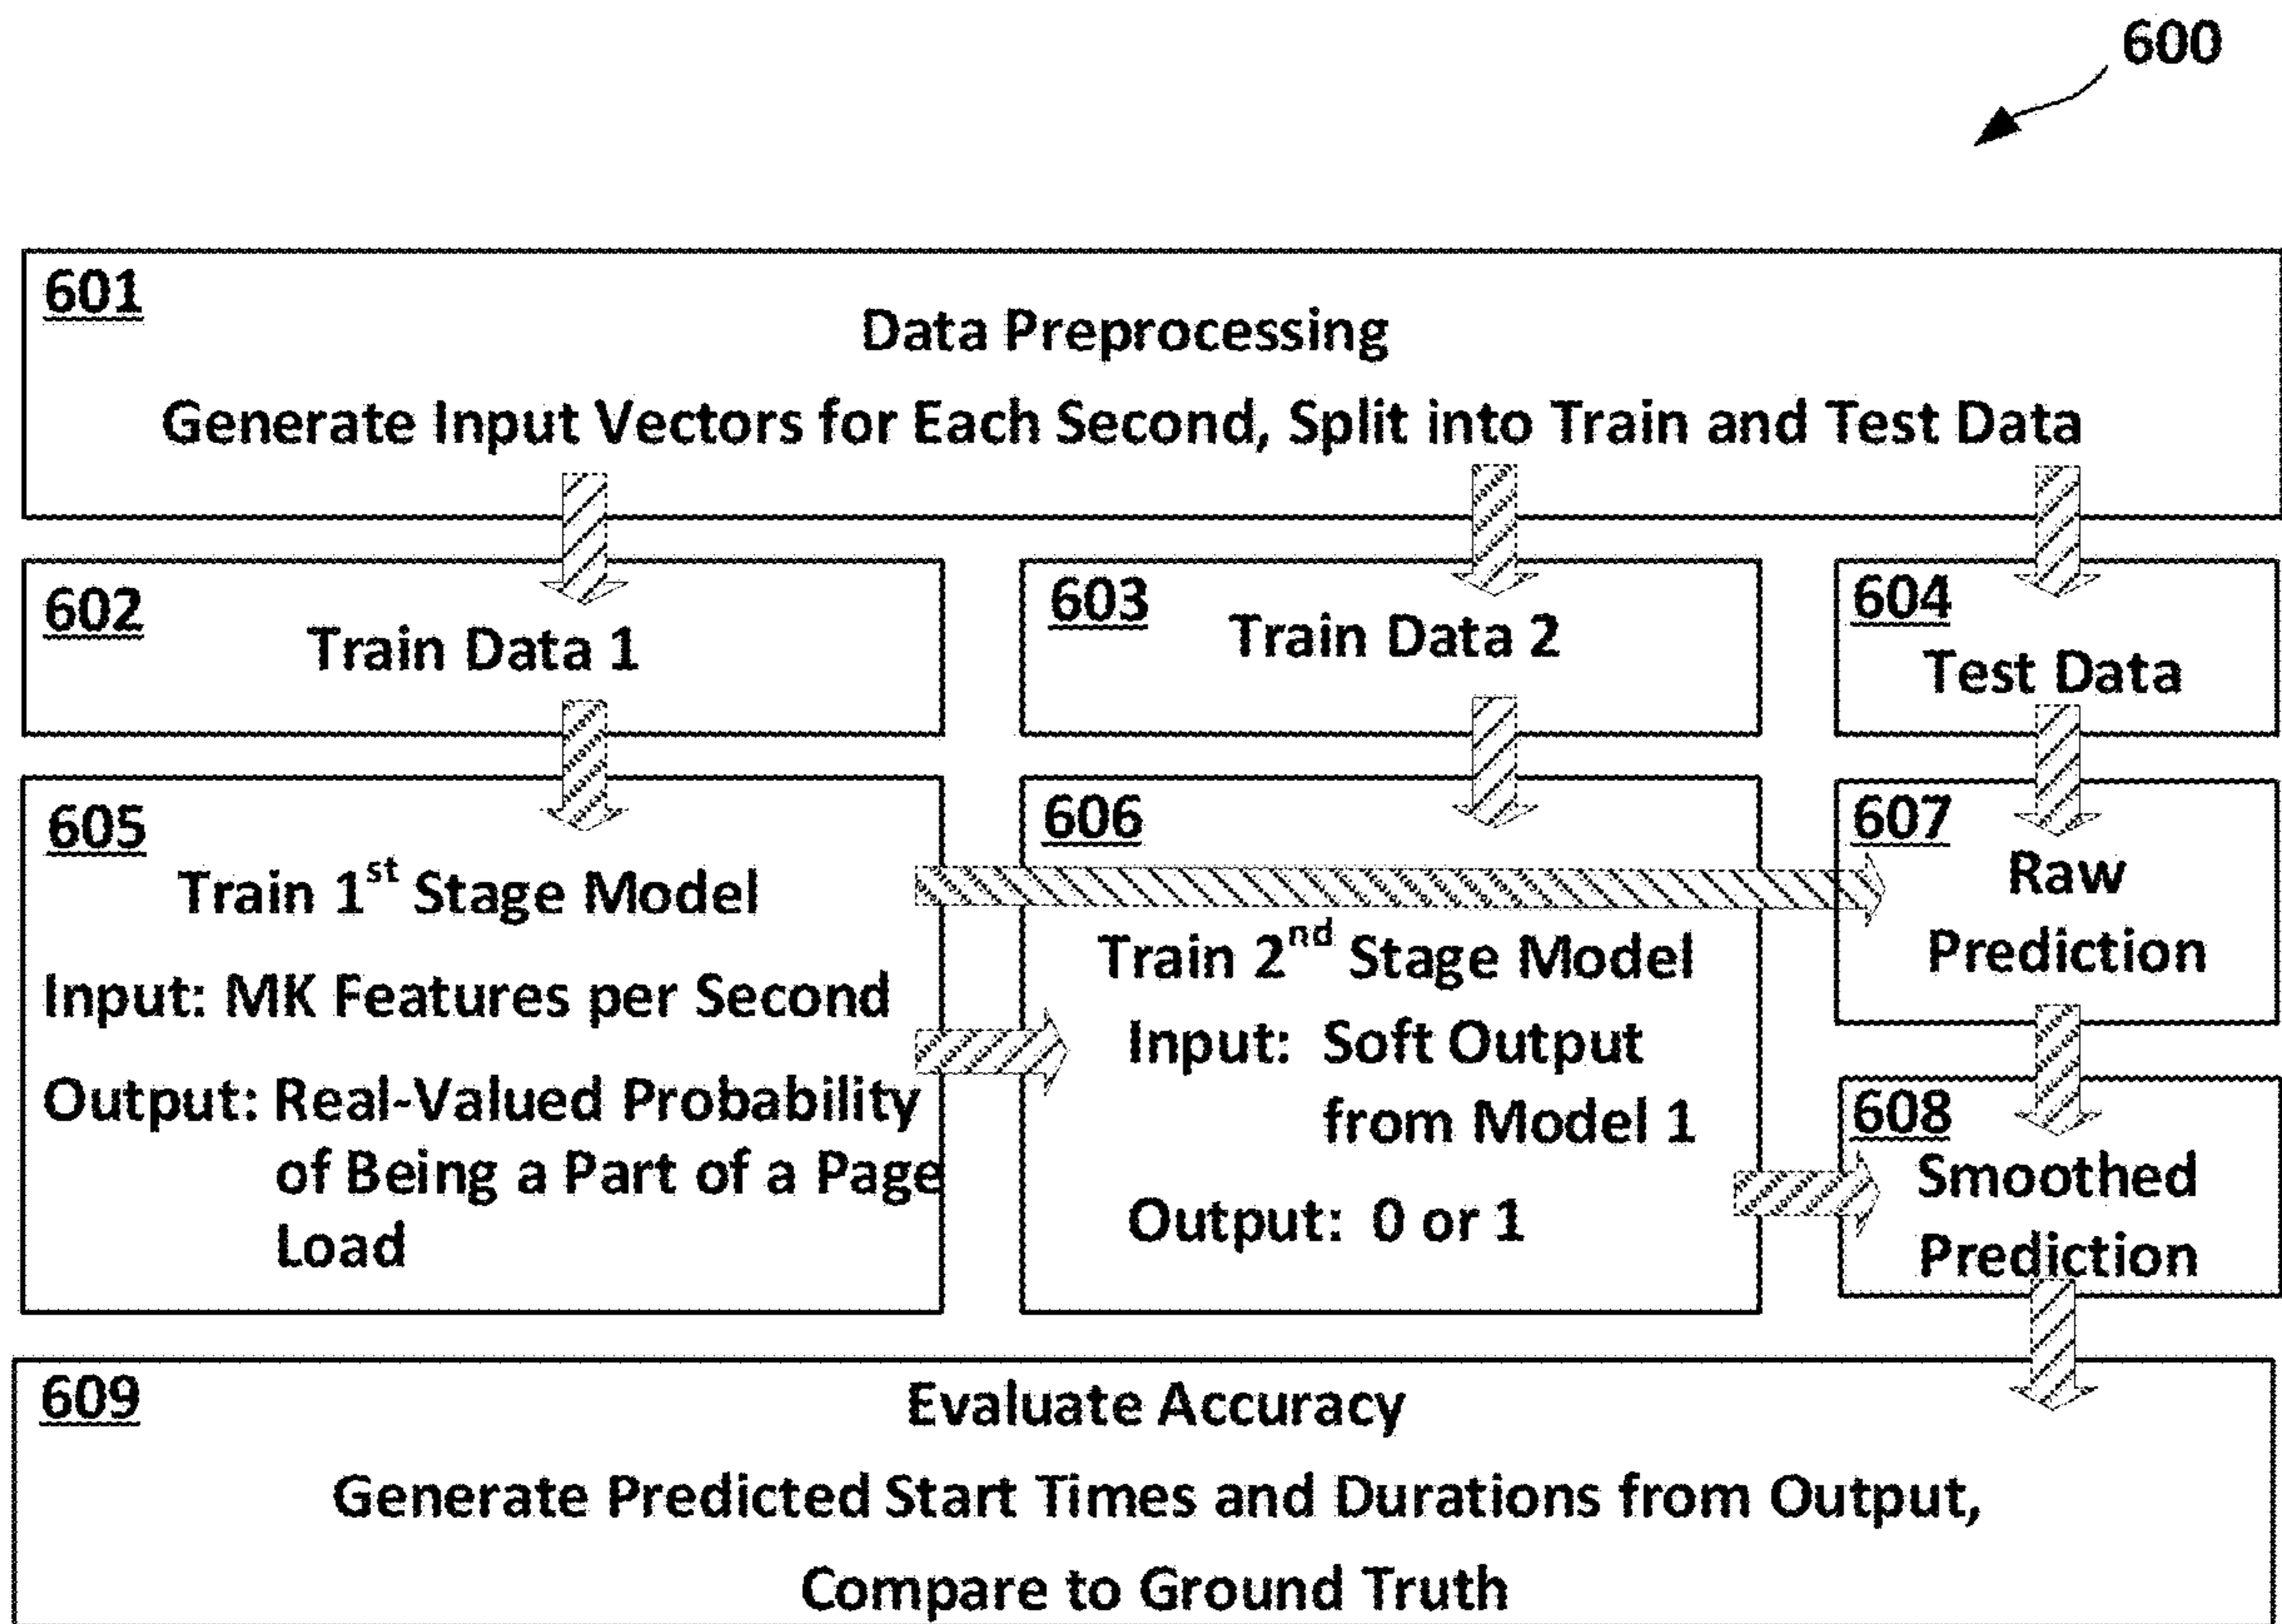 600
601
Data Preprocessing
Generate Input Vectors for Each Second, Split into Train and Test Data
602
Train Data 1
603
Train Data 2
604
Test Data
605
Train 1st Stage Model
Input: MK Features per Second
Output: Real-Valued Probability
of Being a Part of a Page
Load
606
Train 2nd Stage Model
Input: Soft Output
from Model 1
Output: 0 or 1
607
Raw
Prediction
608
Smoothed
Prediction
609
Evaluate Accuracy
Generate Predicted Start Times and Durations from Output,
Compare to Ground Truth